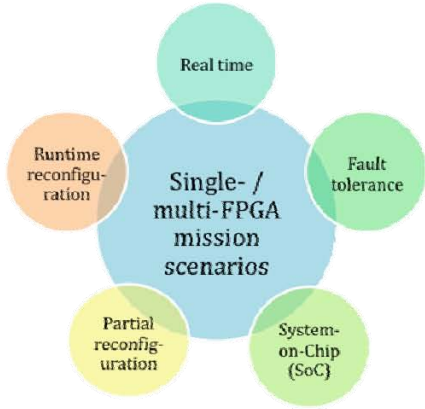 Real time
Runtime
reconfigu-
ration
Single- /
multi-FPGA
mission
scenarios
Fault
tolerance
Partial
reconfig-
uration
System-
on-Chip
(SoC)